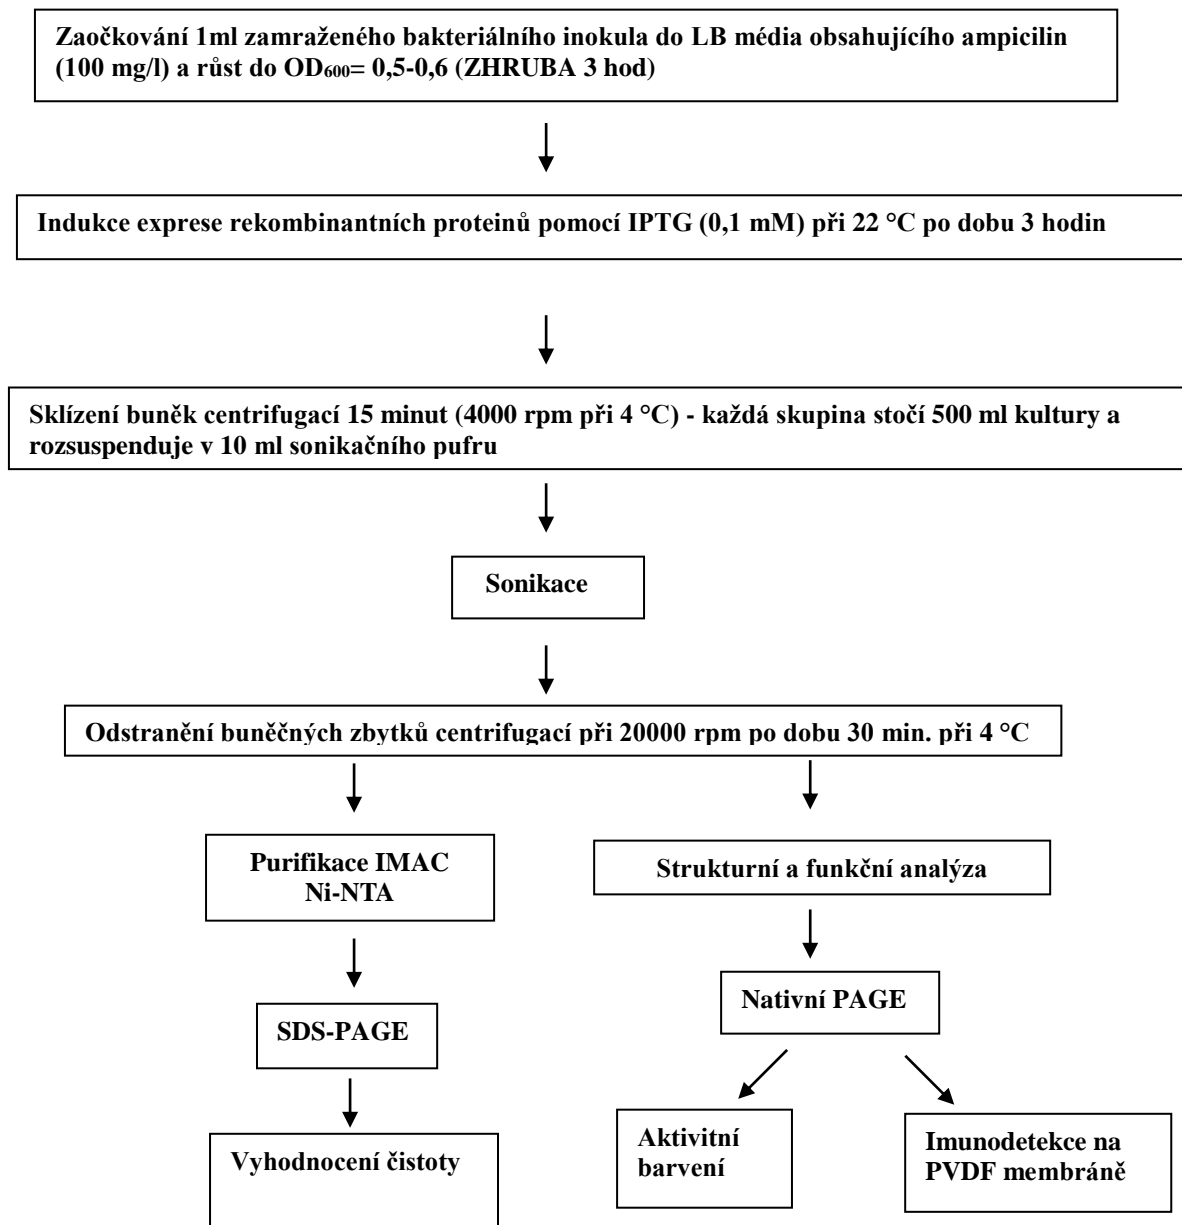 Zaočkování 1ml zamraženého bakteriálního inokula do LB média obsahujícího ampicilin
(100 mg/l) a růst do OD600= 0,5-0,6 (ZHRUBA 3 hod)
Indukce exprese rekombinantních proteinů pomocí IPTG (0,1 mM) při 22 °C po dobu 3 hodin
Sklízení buněk centrifugací 15 minut (4000 rpm při 4 °C) - každá skupina stočí 500 ml kultury a
rozsuspenduje v 10 ml sonikačního pufru
Sonikace
Odstranění buněčných zbytků centrifugací při 20000 rpm po dobu 30 min. při 4 °C
Purifikace IMAC
Ni-NTA
Strukturní a funkční analýza
SDS-PAGE
Nativní PAGE
Vyhodnocení čistoty
Aktivitní
barvení
Imunodetekce na
PVDF membráně